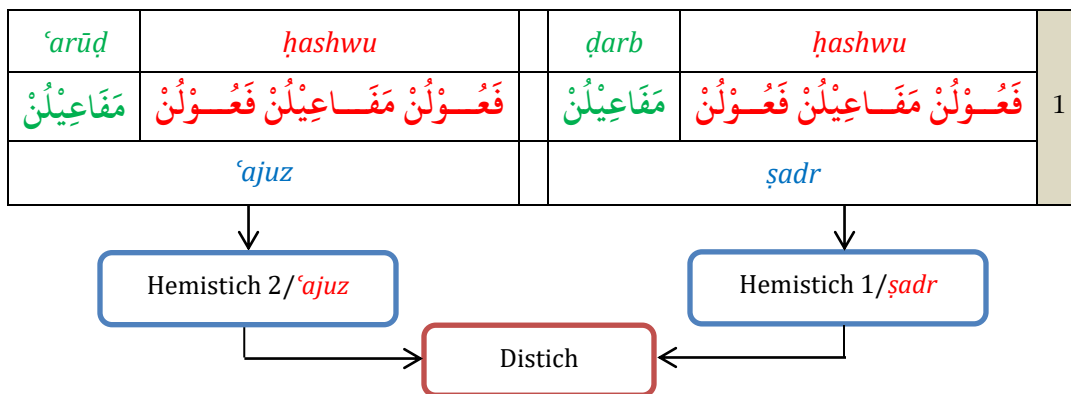 ʿarūḍ ḥashwu ḍarb ḥashwu
فَعُـــوْلُنْ مَفَـــاعِيْلُنْ فَعُـــوْلُنْ مَفَاعِيْلُنْ فَعُـــوْلُنْ مَفَـــاعِيْلُنْ فَعُـــوْلُنْ مَفَاعِيْلُنْ 1
ʿajuz ṣadr
Hemistich 2/ʿajuz Hemistich 1/ṣadr
Distich